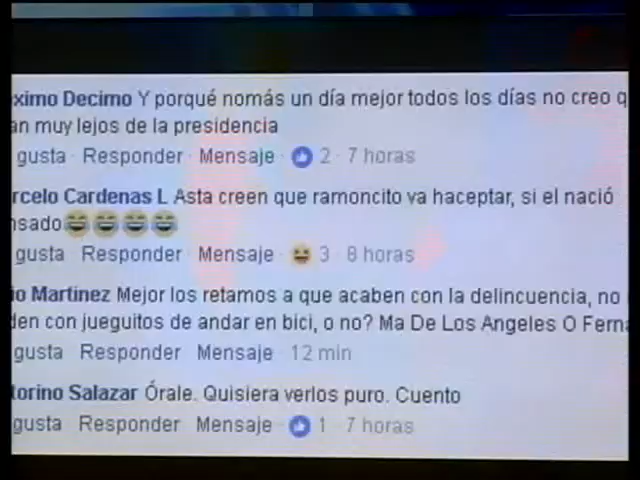 ximo Decimo Y porqué nomás un día mejor todos los días no creo q
an muy lejos de la presidencia
gusta · Responder · Mensaje · 2 · 7 horas
rcelo Cardenas L Asta creen que ramoncito va haceptar, si el nació
nsado😄😄😄😄
gusta · Responder · Mensaje · 😆 3 · 8 horas
io Martinez Mejor los retamos a que acaben con la delincuencia, no
den con jueguitos de andar en bici, o no? Ma De Los Angeles O Ferna
gusta · Responder · Mensaje · 12 min
torino Salazar Órale. Quisiera verlos puro. Cuento
gusta · Responder · Mensaje · 1 · 7 horas